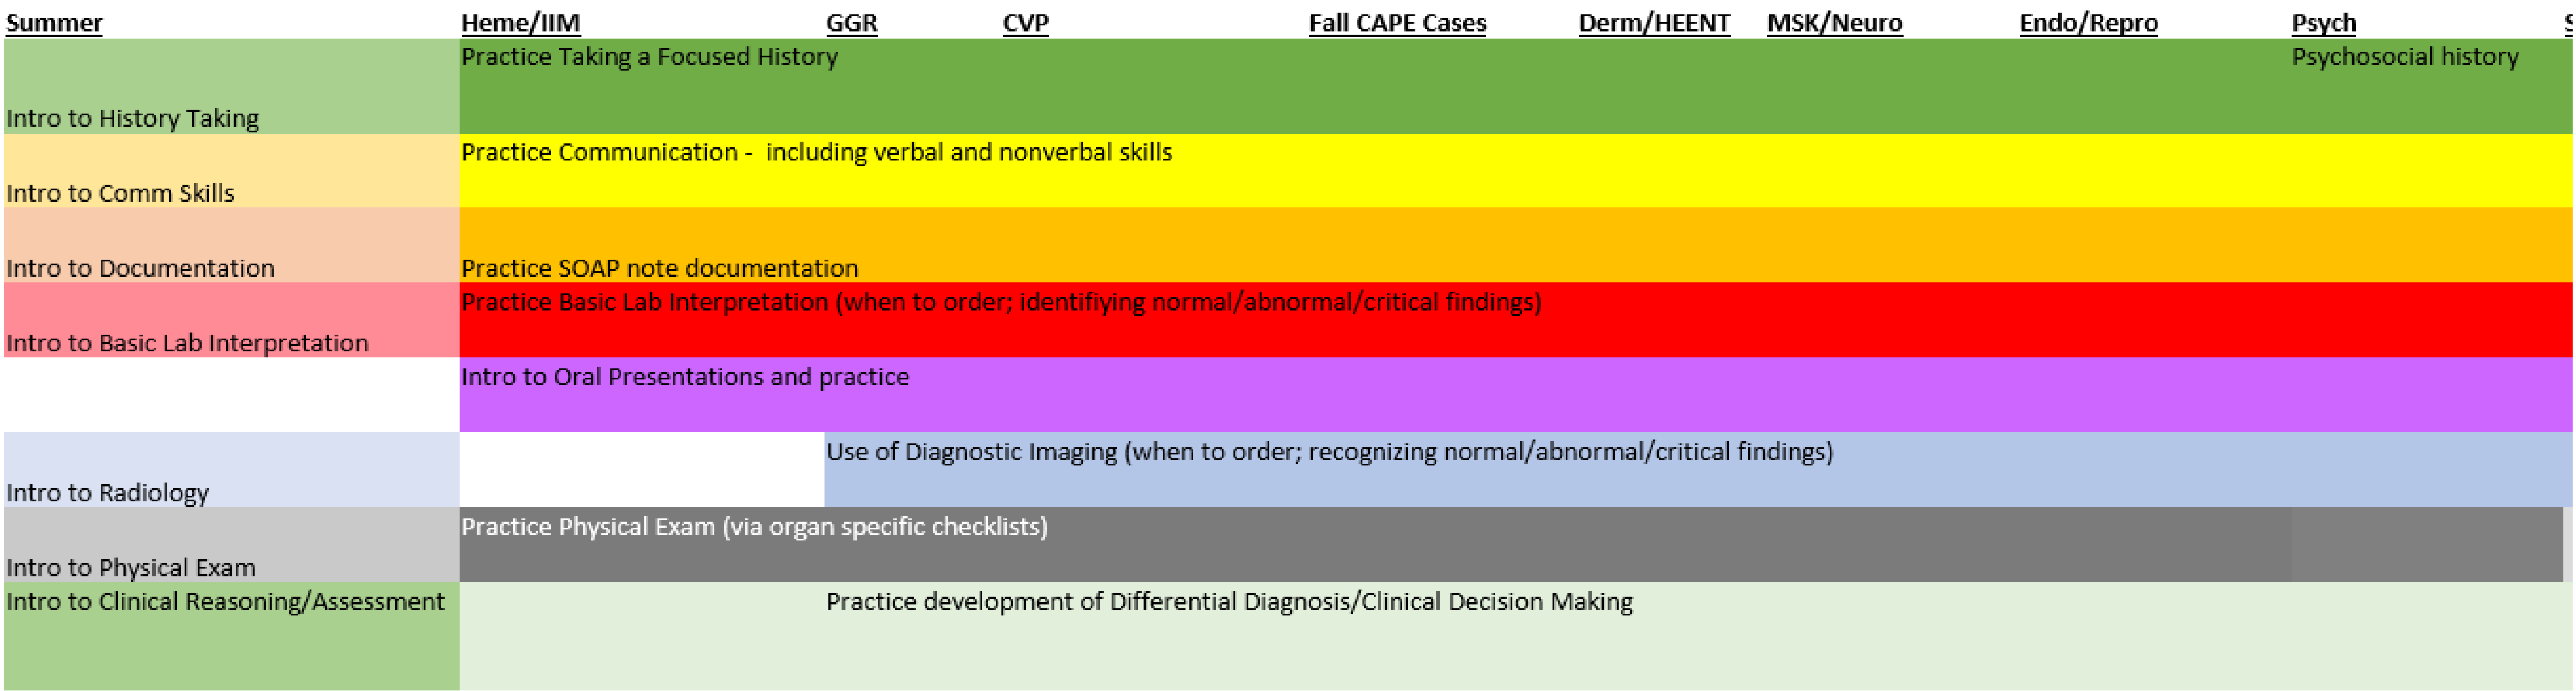 Summer Heme/IIM GGR CVP Fall CAPE Cases Derm/HEENT MSK/Neuro Endo/Repro Psych
Practice Taking a Focused History Psychosocial history
Intro to History Taking
Practice Communication - including verbal and nonverbal skills
Intro to Comm Skills
Intro to Documentation Practice SOAP note documentation
Practice Basic Lab Interpretation (when to order; identifiying normal/abnormal/critical findings)
Intro to Basic Lab Interpretation
Intro to Oral Presentations and practice
Use of Diagnostic Imaging (when to order; recognizing normal/abnormal/critical findings)
Intro to Radiology
Practice Physical Exam (via organ specific checklists)
Intro to Physical Exam
Intro to Clinical Reasoning/Assessment Practice development of Differential Diagnosis/Clinical Decision Making